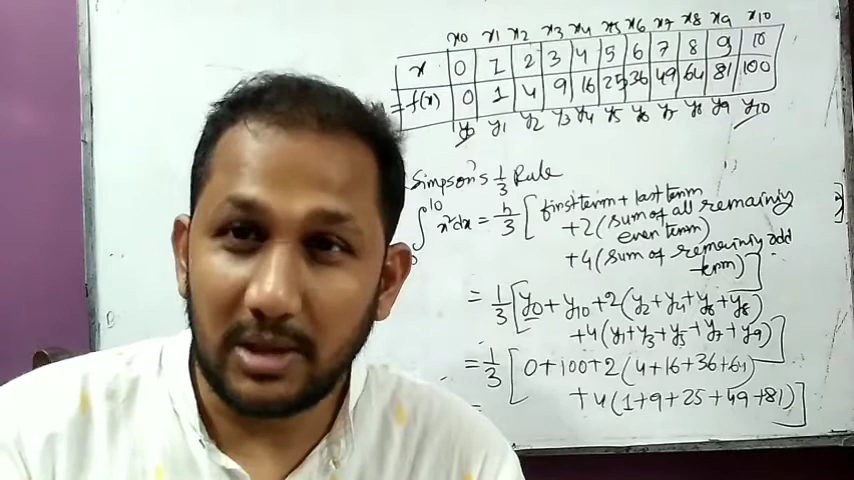 x0 x1 x2 x3 x4 x5 x6 x7 x8 x9 x10
x 0 1 2 3 4 5 6 7 8 9 10
=f(x) 0 1 4 9 16 25 36 49 64 81 100
y0 y1 y2 y3 y4 y5 y6 y7 y8 y9 y10
Simpson's 1/3 Rule
∫ 10 x²dx = h/3 [ first term + last term
+2 (sum of all remaining
even term)
+4 (sum of remaining odd
term) ]
= 1/3 [ y0 + y10 + 2 (y2 + y4 + y6 + y8)
+4 (y1 + y3 + y5 + y7 + y9) ]
= 1/3 [ 0 + 100 + 2 (4 + 16 + 36 + 64)
+ 4 (1 + 9 + 25 + 49 + 81) ]